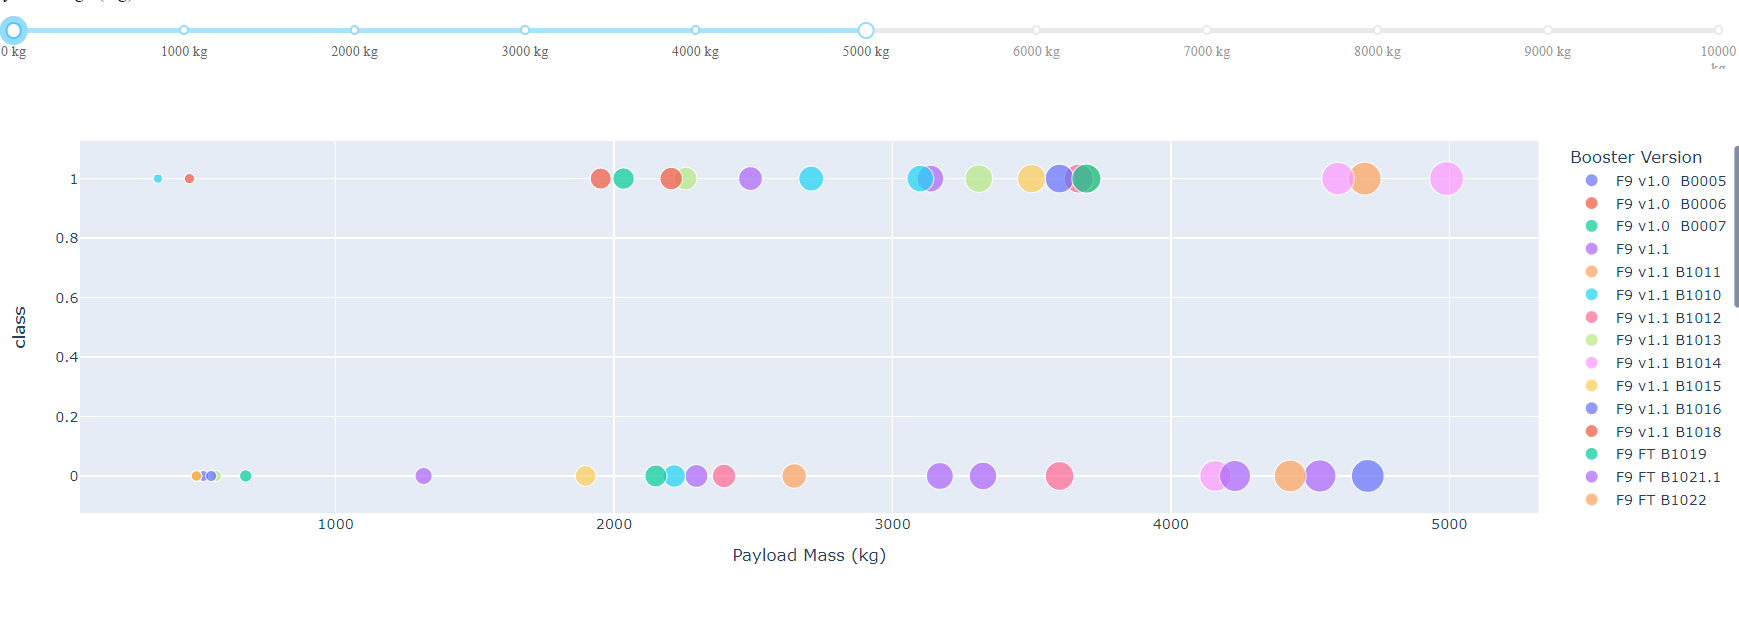 0 kg 1000 kg 2000 kg 3000 kg 4000 kg 5000 kg 6000 kg 7000 kg 8000 kg 9000 kg 10000
Booster Version
F9 v1.0  B0005
F9 v1.0  B0006
F9 v1.0  B0007
F9 v1.1
F9 v1.1 B1011
F9 v1.1 B1010
F9 v1.1 B1012
F9 v1.1 B1013
F9 v1.1 B1014
F9 v1.1 B1015
F9 v1.1 B1016
F9 v1.1 B1018
F9 FT B1019
F9 FT B1021.1
F9 FT B1022
class
1
0.8
0.6
0.4
0.2
0
1000 2000 3000 4000 5000
Payload Mass (kg)